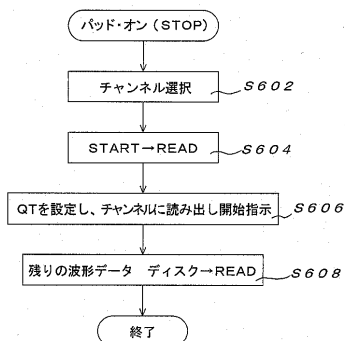 パッド・オン(STOP)
チャンネル選択
S602
START→READ
S604
QTを設定し、チャンネルに読み出し開始指示
S606
残りの波形データ ディスク→READ
S608
終了